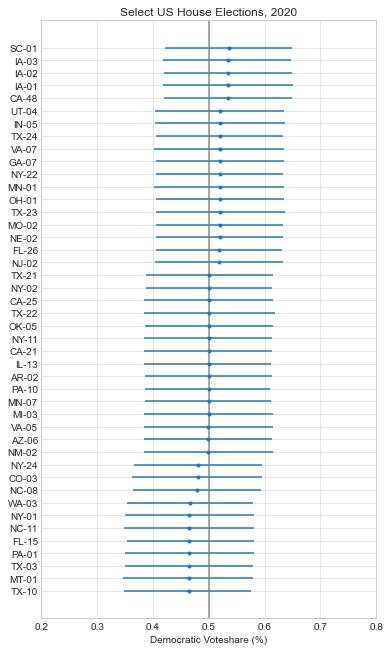 Select US House Elections, 2020
SC-01
IA-03
IA-02
IA-01
CA-48
UT-04
IN-05
TX-24
VA-07
GA-07
NY-22
MN-01
OH-01
TX-23
MO-02
NE-02
FL-26
NJ-02
TX-21
NY-02
CA-25
TX-22
OK-05
NY-11
CA-21
IL-13
AR-02
PA-10
MN-07
MI-03
VA-05
AZ-06
NM-02
NY-24
CO-03
NC-08
WA-03
NY-01
NC-11
FL-15
PA-01
TX-03
MT-01
TX-10
0.2 0.3 0.4 0.5 0.6 0.7 0.8
Democratic Voteshare (%)